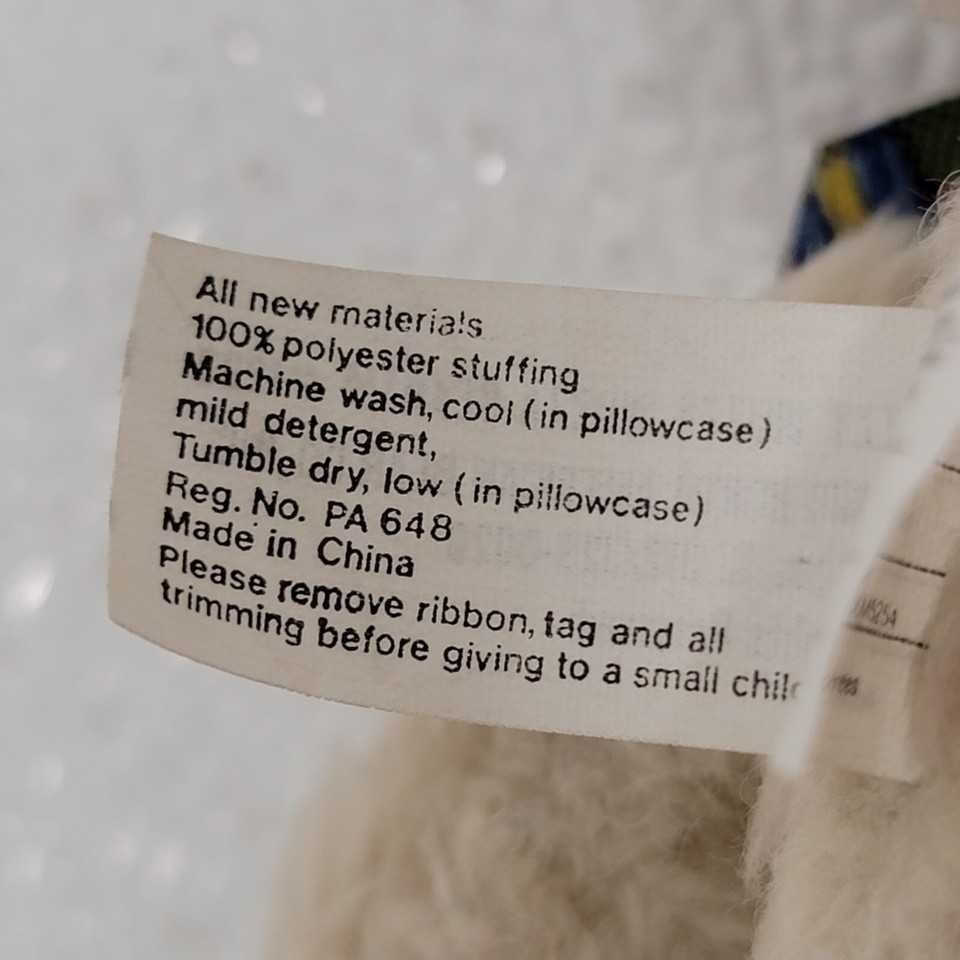 All new materials
100% polyester stuffing
Machine wash, cool (in pillowcase)
mild detergent,
Tumble dry, low (in pillowcase)
Reg. No. PA 648
Made in China
Please remove ribbon, tag and all
trimming before giving to a small